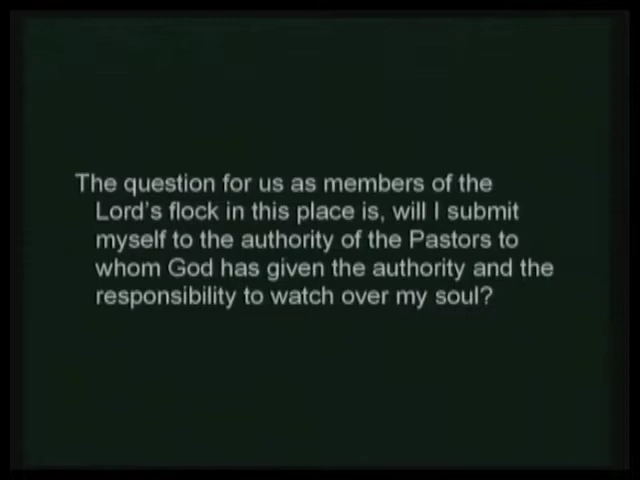 The question for us as members of the
Lord's flock in this place is, will I submit
myself to the authority of the Pastors to
whom God has given the authority and the
responsibility to watch over my soul?